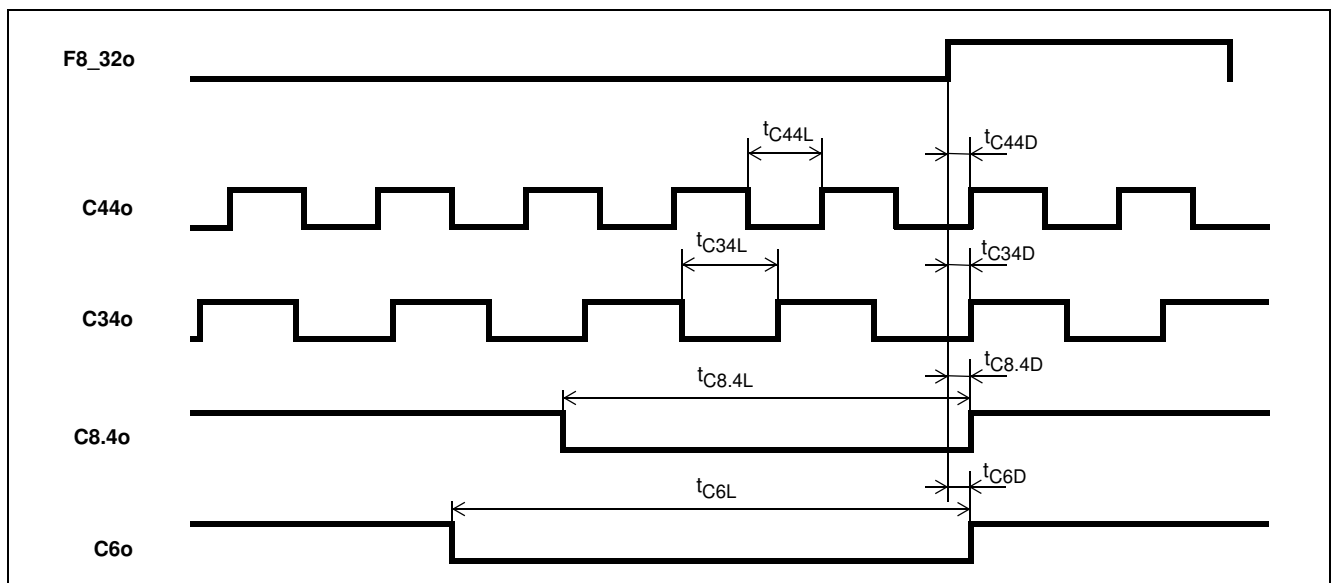 F8_32o
tC44L
tC44D
C44o
tC34L
tC34D
C34o
tC8.4L
tC8.4D
C8.4o
tC6L
tC6D
C6o